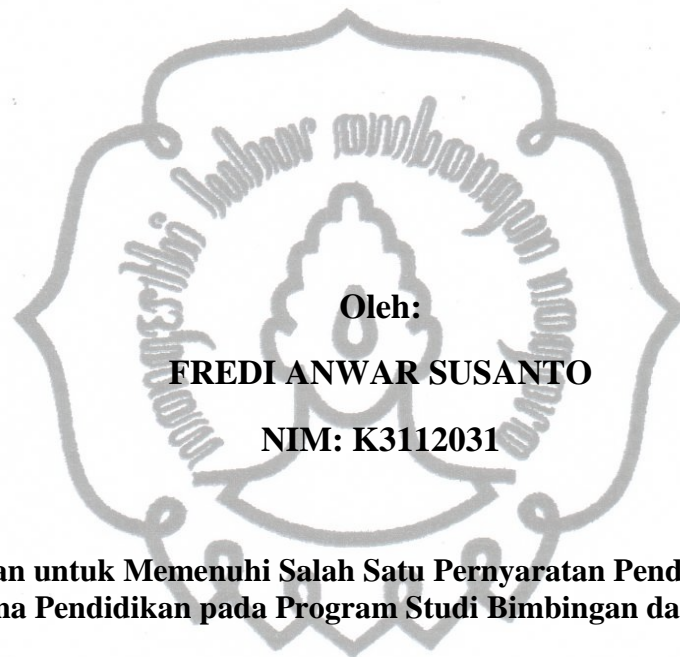 Oleh:
FREDI ANWAR SUSANTO
NIM: K3112031
an untuk Memenuhi Salah Satu Pernyaratan Pend
na Pendidikan pada Program Studi Bimbingan da